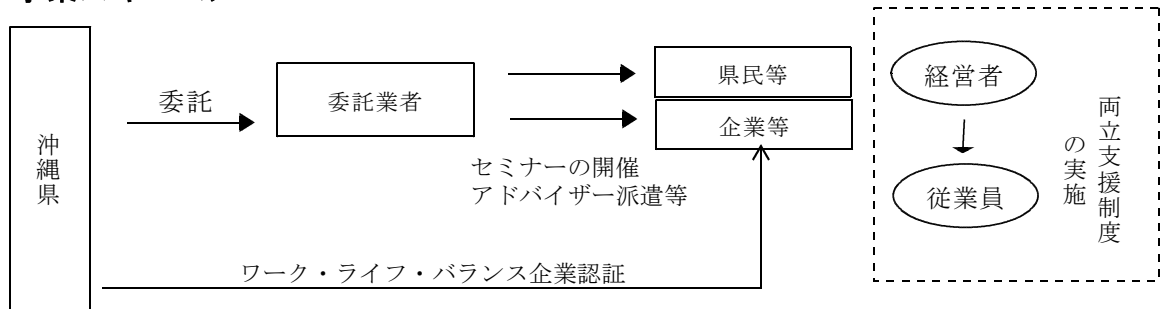 沖縄県
委託
委託業者
県民等
企業等
セミナーの開催
アドバイザー派遣等
ワーク・ライフ・バランス企業認証
経営者
従業員
両立支援制度
の実施